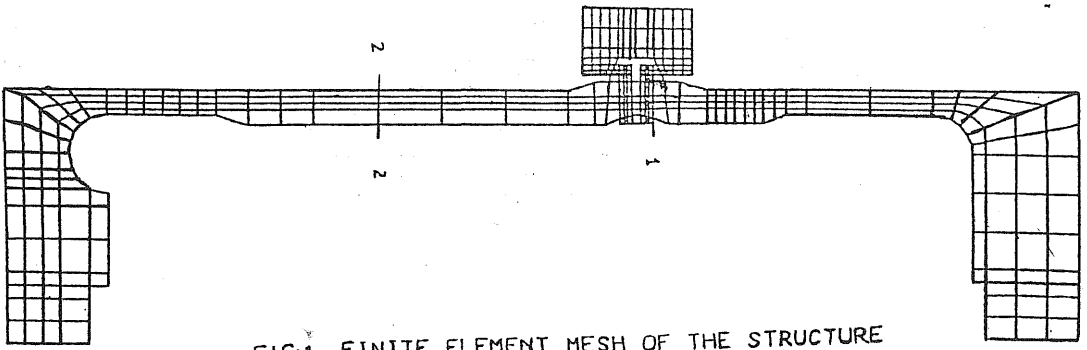 2
2
1
FIG.1 FINITE ELEMENT MESH OF THE STRUCTURE